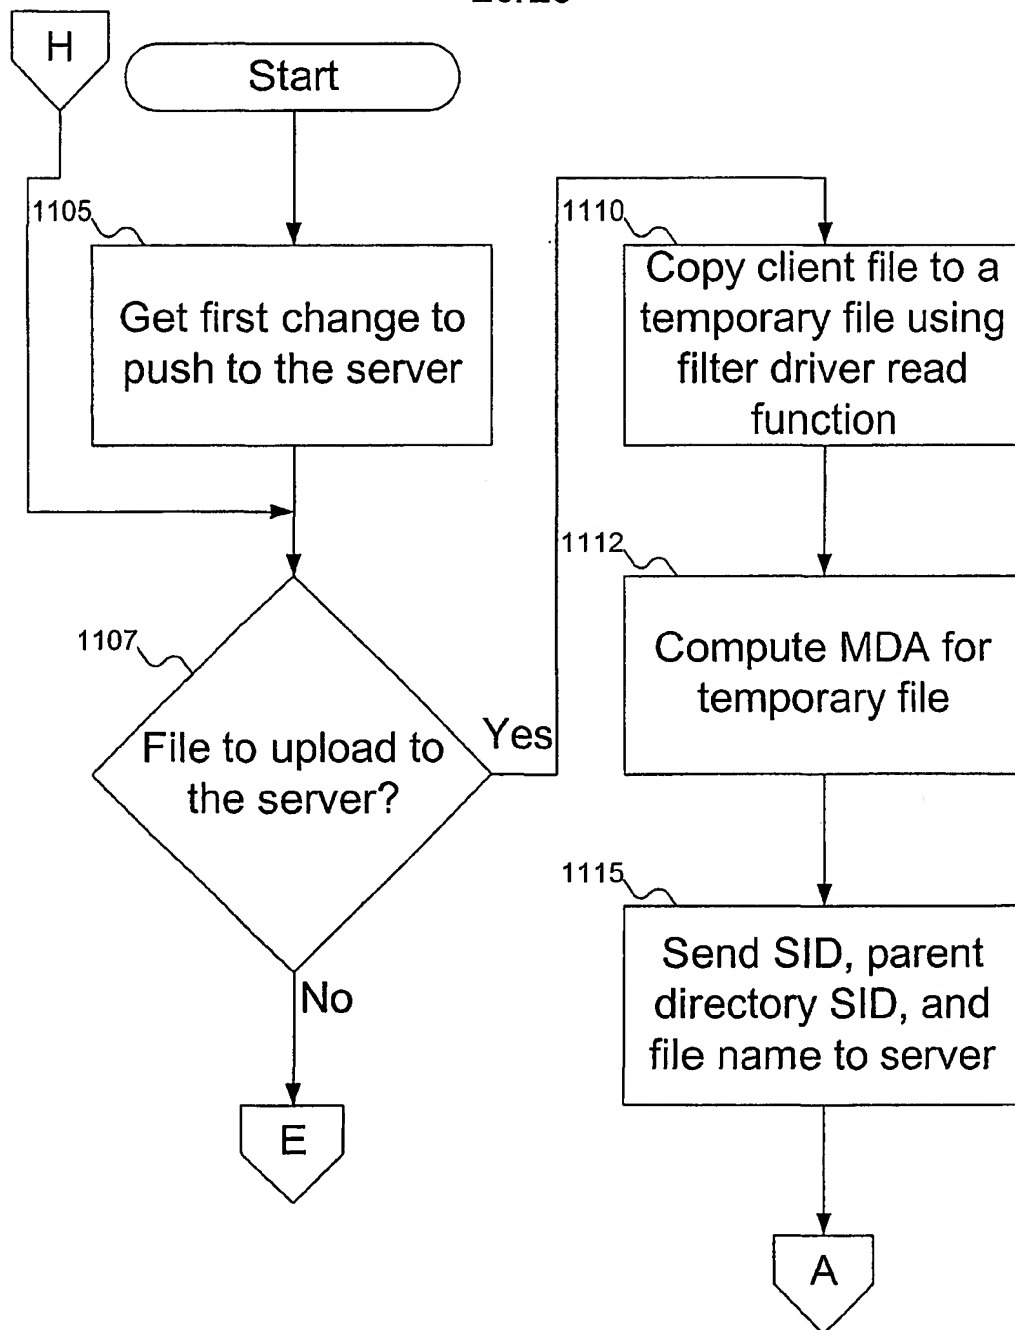 H
Start
1105
Get first change to
push to the server
1107
File to upload to
the server?
Yes
No
E
1110
Copy client file to a
temporary file using
filter driver read
function
1112
Compute MDA for
temporary file
1115
Send SID, parent
directory SID, and
file name to server
A